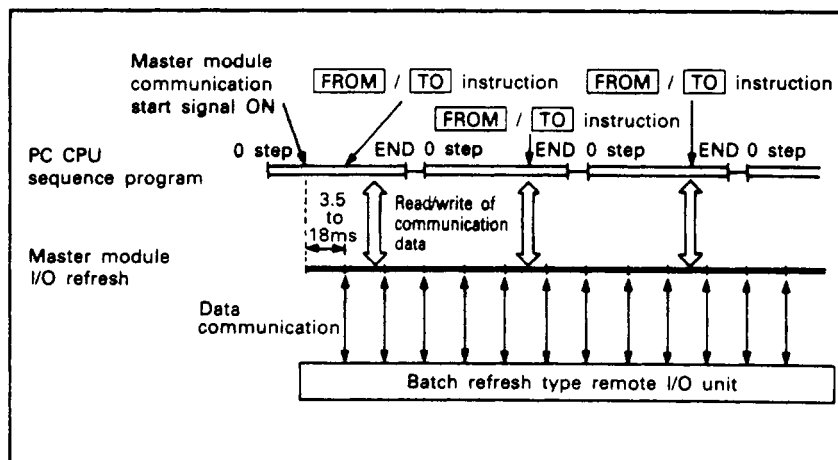 Master module
communication
start signal ON
FROM / TO instruction
FROM / TO instruction
FROM / TO instruction
PC CPU
sequence program
0 step
END
0 step
END
0 step
END
0 step
3.5
to
18ms
Read/write of
communication
data
Master module
I/O refresh
Data
communication
Batch refresh type remote I/O unit